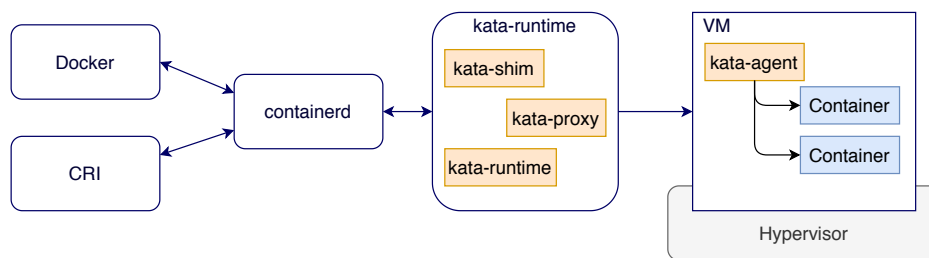 Docker
CRI
containerd
kata-runtime
kata-shim
kata-proxy
kata-runtime
VM
kata-agent
Container
Container
Hypervisor